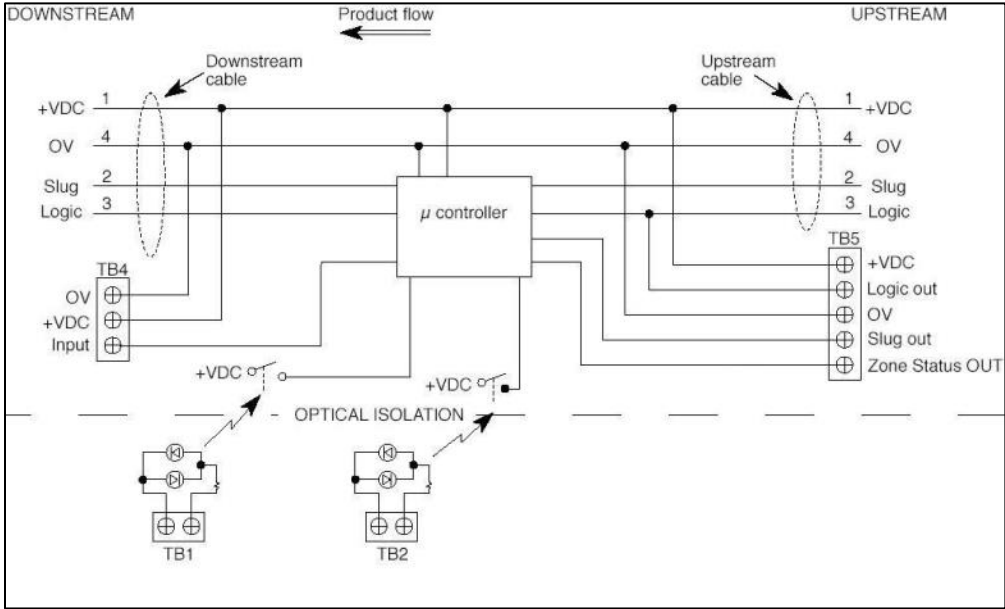 DOWNSTREAM
Product flow
UPSTREAM
Downstream
cable
Upstream
cable
+VDC 1
1 +VDC
OV 4
4 OV
Slug 2
2 Slug
Logic 3
3 Logic
μ controller
TB4
OV
+VDC
Input
TB5
+VDC
Logic out
OV
Slug out
Zone Status OUT
+VDC
+VDC
OPTICAL ISOLATION
TB1
TB2